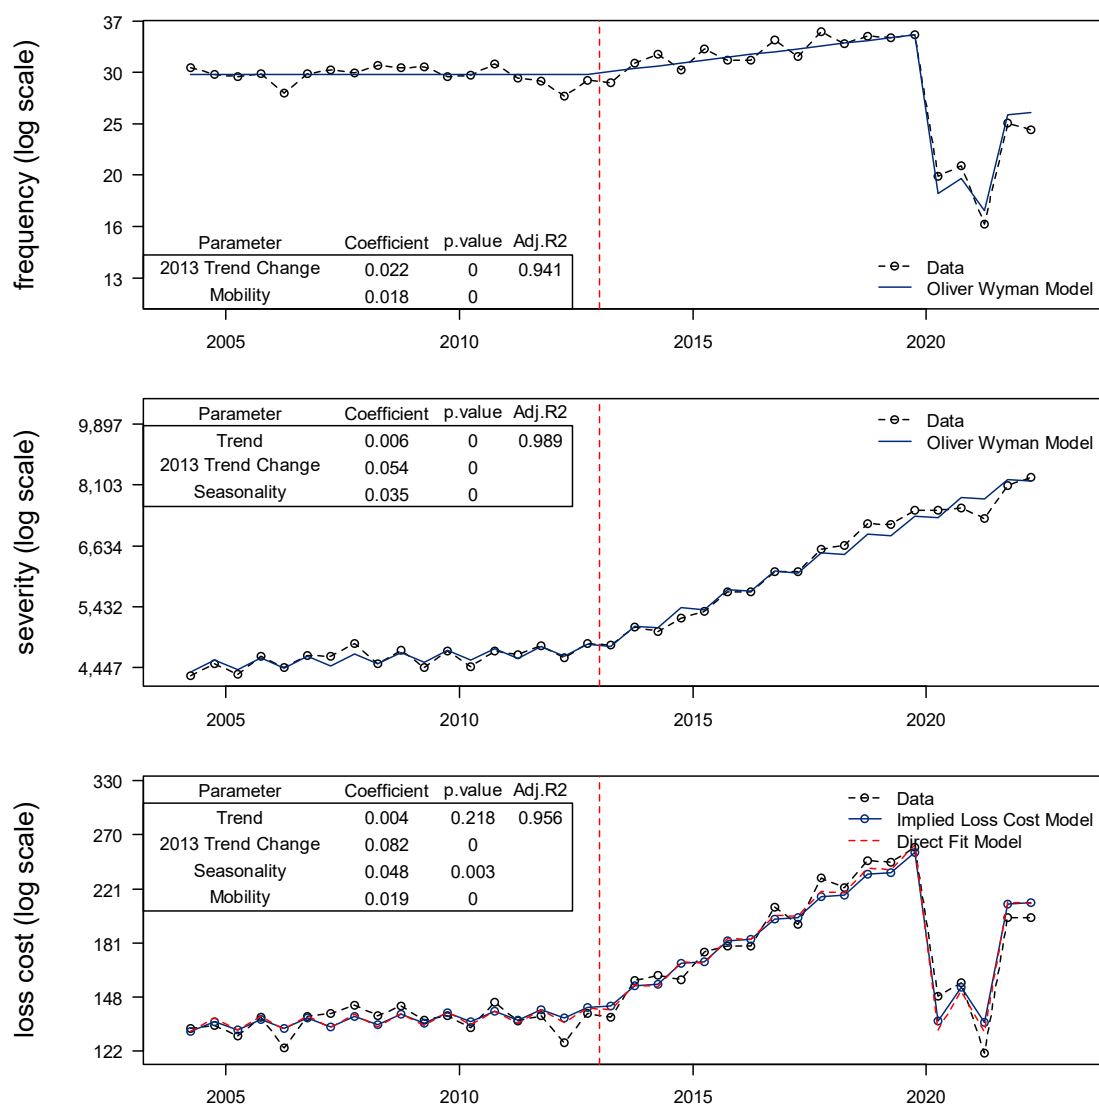 frequency (log scale)
37
30
25
20
16
13
Parameter Coefficient p.value Adj.R2
2013 Trend Change 0.022 0 0.941
Mobility 0.018 0
Data
Oliver Wyman Model
2005 2010 2015 2020
severity (log scale)
9,897
8,103
6,634
5,432
4,447
Parameter Coefficient p.value Adj.R2
Trend 0.006 0 0.989
2013 Trend Change 0.054 0
Seasonality 0.035 0
Data
Oliver Wyman Model
2005 2010 2015 2020
loss cost (log scale)
330
270
221
181
148
122
Parameter Coefficient p.value Adj.R2
Trend 0.004 0.218 0.956
2013 Trend Change 0.082 0
Seasonality 0.048 0.003
Mobility 0.019 0
Data
Implied Loss Cost Model
Direct Fit Model
2005 2010 2015 2020